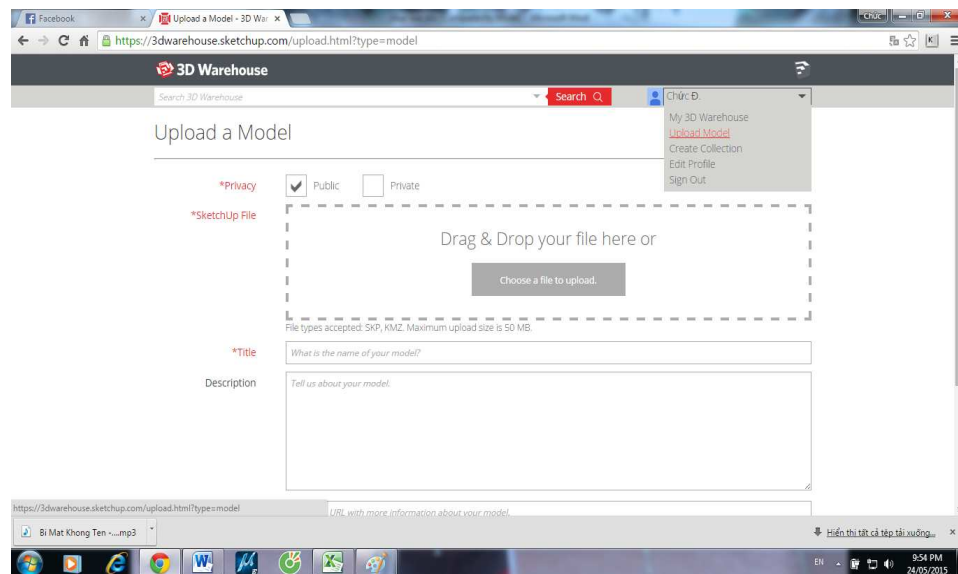 Facebook
Upload a Model - 3D War
Chức
https://3dwarehouse.sketchup.com/upload.html?type=model
3D Warehouse
Search 3D Warehouse
Search
Chức Đ.
My 3D Warehouse
Upload Model
Create Collection
Edit Profile
Sign Out
Upload a Model
*Privacy
Public
Private
*SketchUp File
Drag & Drop your file here or
Choose a file to upload.
File types accepted: SKP, KMZ. Maximum upload size is 50 MB.
*Title
What is the name of your model?
Description
Tell us about your model.
https://3dwarehouse.sketchup.com/upload.html?type=model
URL with more information about your model.
Bi Mat Khong Ten -....mp3
Hiển thị tất cả tệp tải xuống...
EN
9:54 PM
24/05/2015